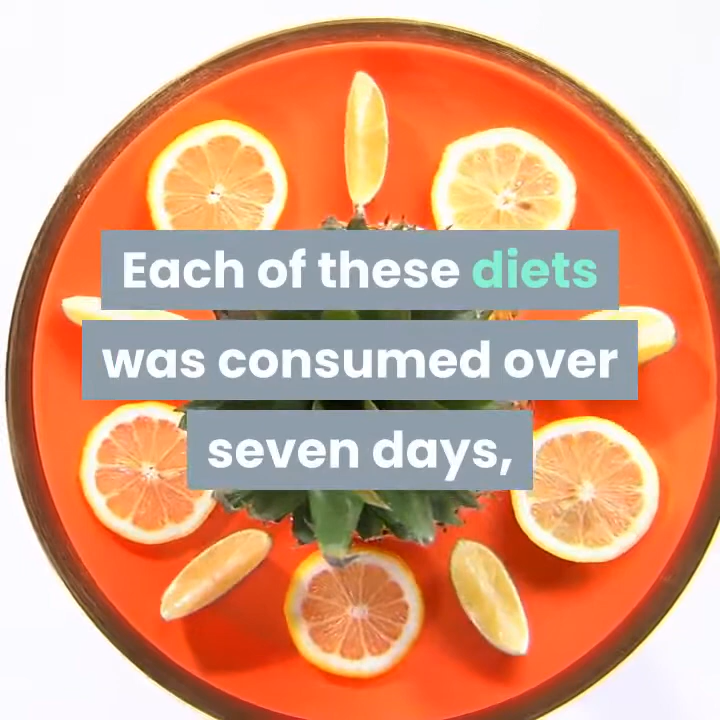 Each of these diets
was consumed over
seven days,